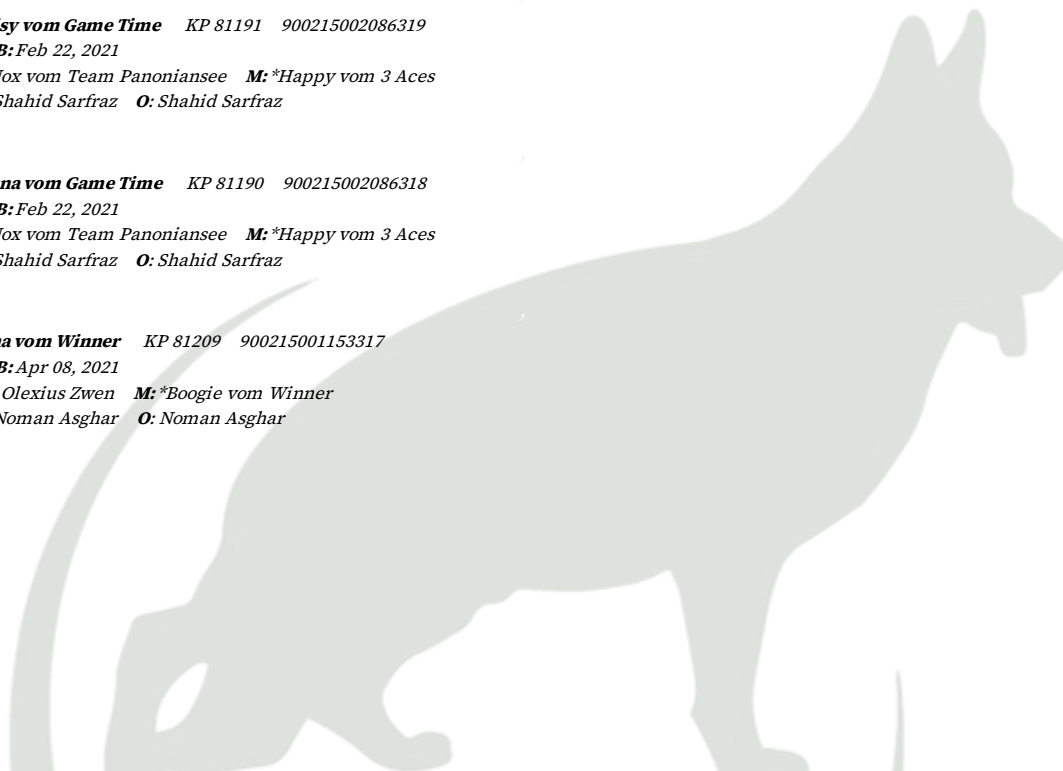 sy vom Game Time KP 81191 900215002086319
B: Feb 22, 2021
ox vom Team Panoniansee M: *Happy vom 3 Aces
Shahid Sarfraz O: Shahid Sarfraz
na vom Game Time KP 81190 900215002086318
B: Feb 22, 2021
ox vom Team Panoniansee M: *Happy vom 3 Aces
Shahid Sarfraz O: Shahid Sarfraz
a vom Winner KP 81209 900215001153317
B: Apr 08, 2021
Olexius Zwen M: *Boogie vom Winner
Noman Asghar O: Noman Asghar